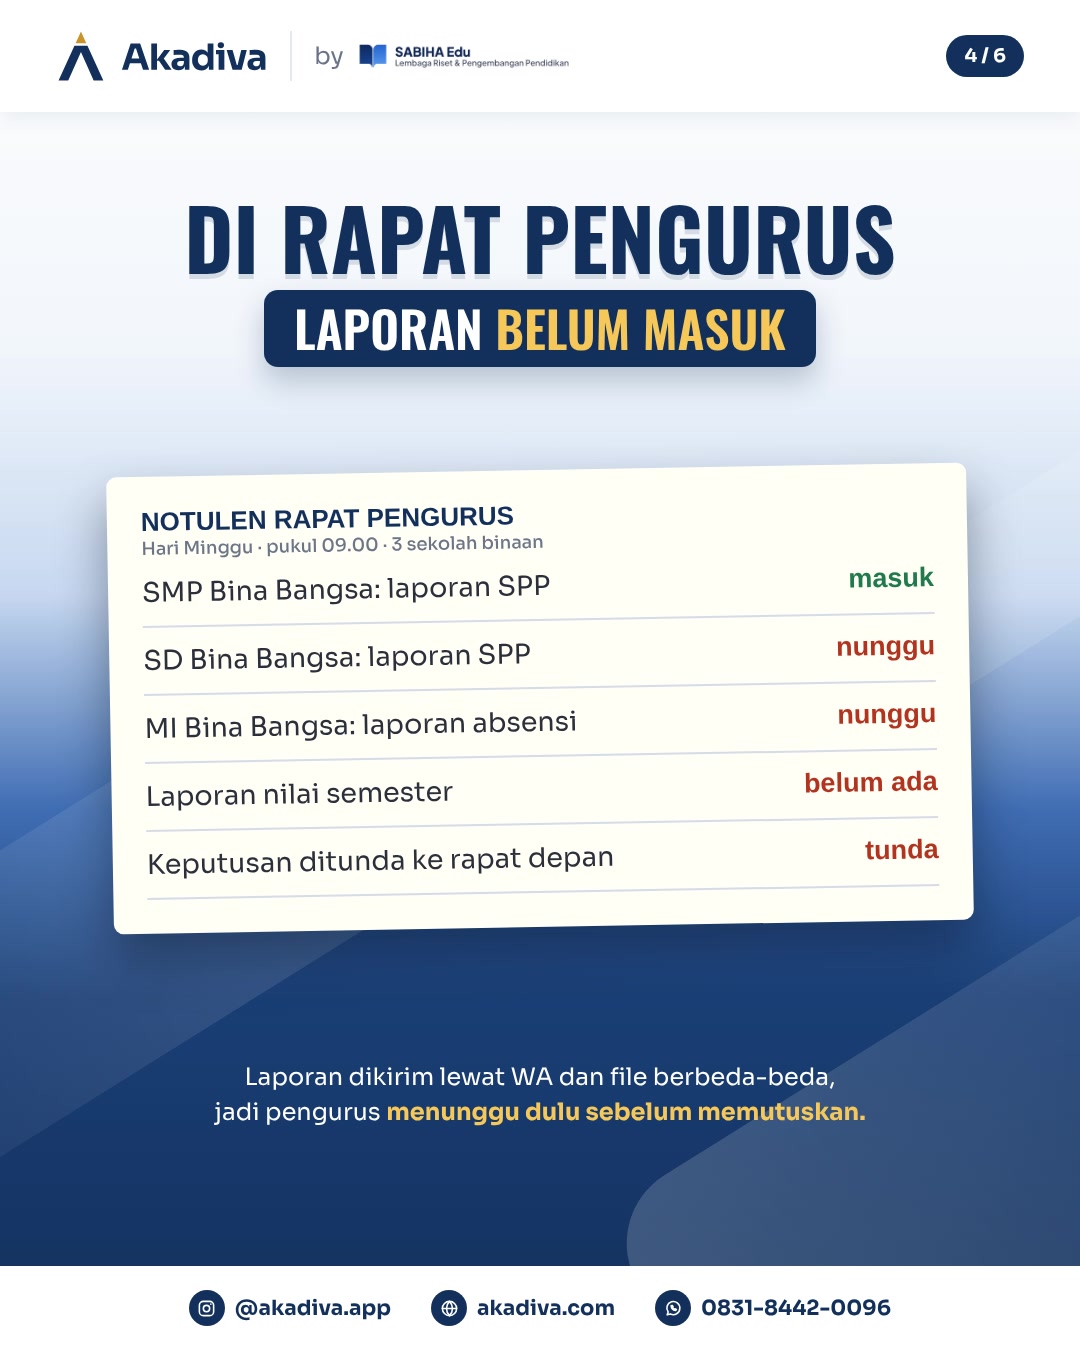 Akadiva
by
SABIHA Edu
Lembaga Riset & Pengembangan Pendidikan
4 / 6
DI RAPAT PENGURUS
LAPORAN BELUM MASUK
NOTULEN RAPAT PENGURUS
Hari Minggu · pukul 09.00 · 3 sekolah binaan
SMP Bina Bangsa: laporan SPP masuk
SD Bina Bangsa: laporan SPP nunggu
MI Bina Bangsa: laporan absensi nunggu
Laporan nilai semester belum ada
Keputusan ditunda ke rapat depan tunda
Laporan dikirim lewat WA dan file berbeda-beda,
jadi pengurus menunggu dulu sebelum memutuskan.
@akadiva.app akadiva.com 0831-8442-0096